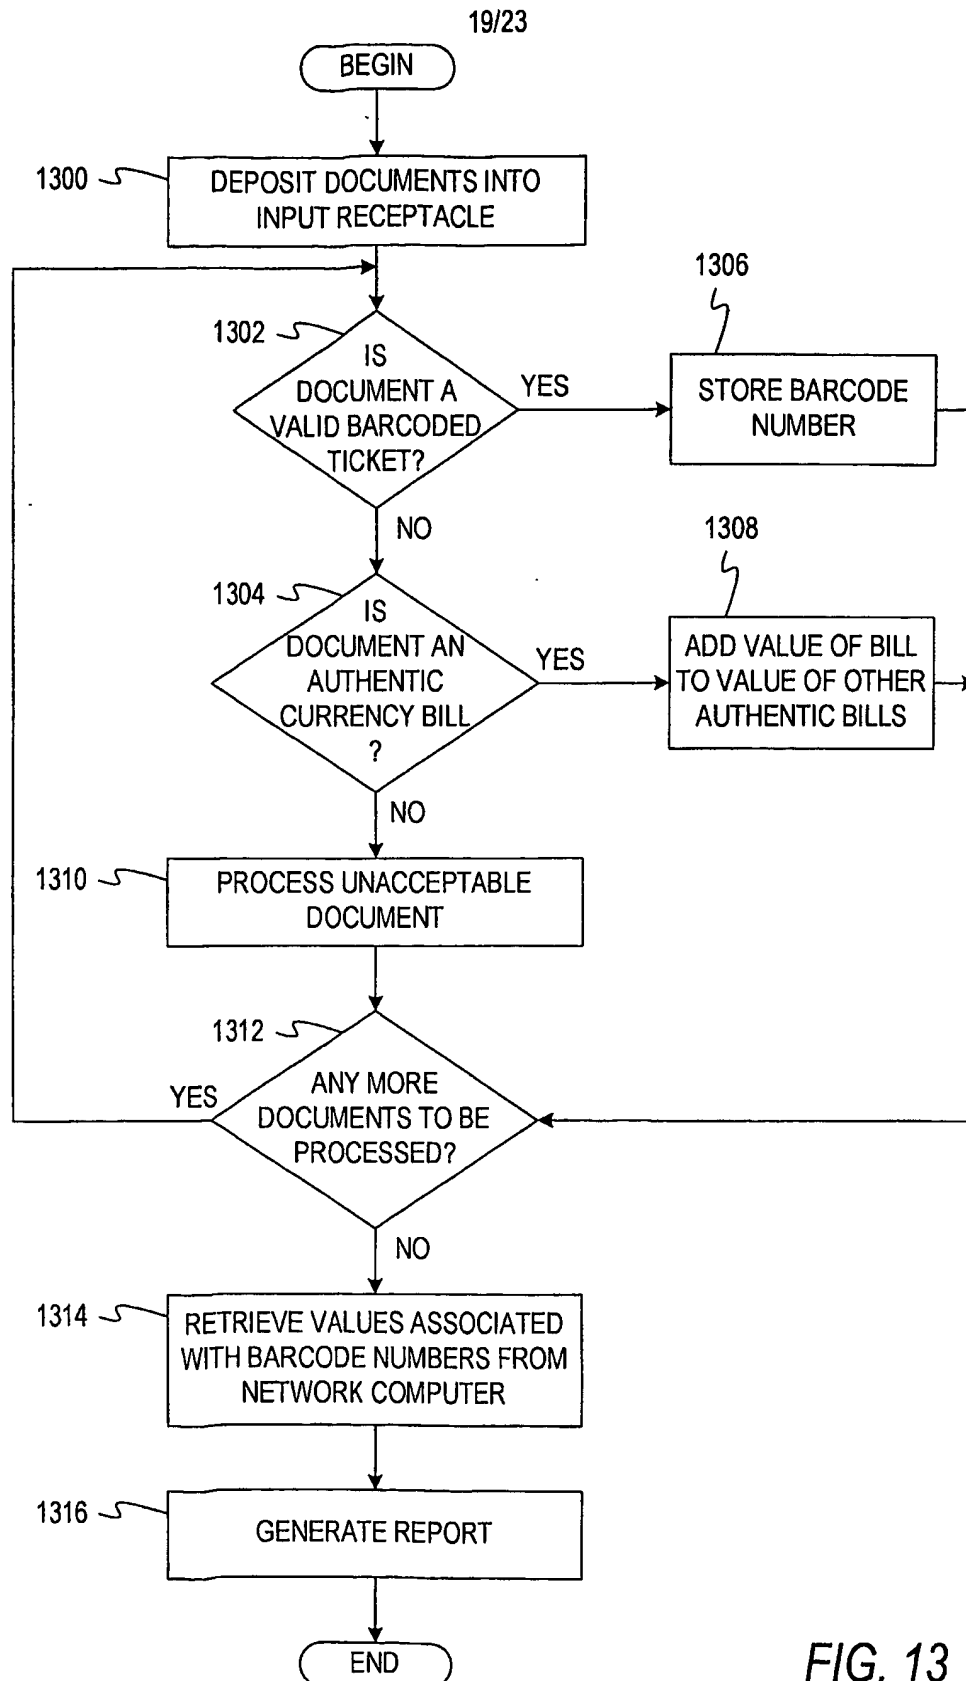 19/23
BEGIN
1300
DEPOSIT DOCUMENTS INTO
INPUT RECEPTACLE
1306
1302
IS
DOCUMENT A
VALID BARCODED
TICKET?
YES
STORE BARCODE
NUMBER
NO
1308
1304
IS
DOCUMENT AN
AUTHENTIC
CURRENCY BILL
?
YES
ADD VALUE OF BILL
TO VALUE OF OTHER
AUTHENTIC BILLS
NO
1310
PROCESS UNACCEPTABLE
DOCUMENT
1312
YES
ANY MORE
DOCUMENTS TO BE
PROCESSED?
NO
1314
RETRIEVE VALUES ASSOCIATED
WITH BARCODE NUMBERS FROM
NETWORK COMPUTER
1316
GENERATE REPORT
END
FIG. 13